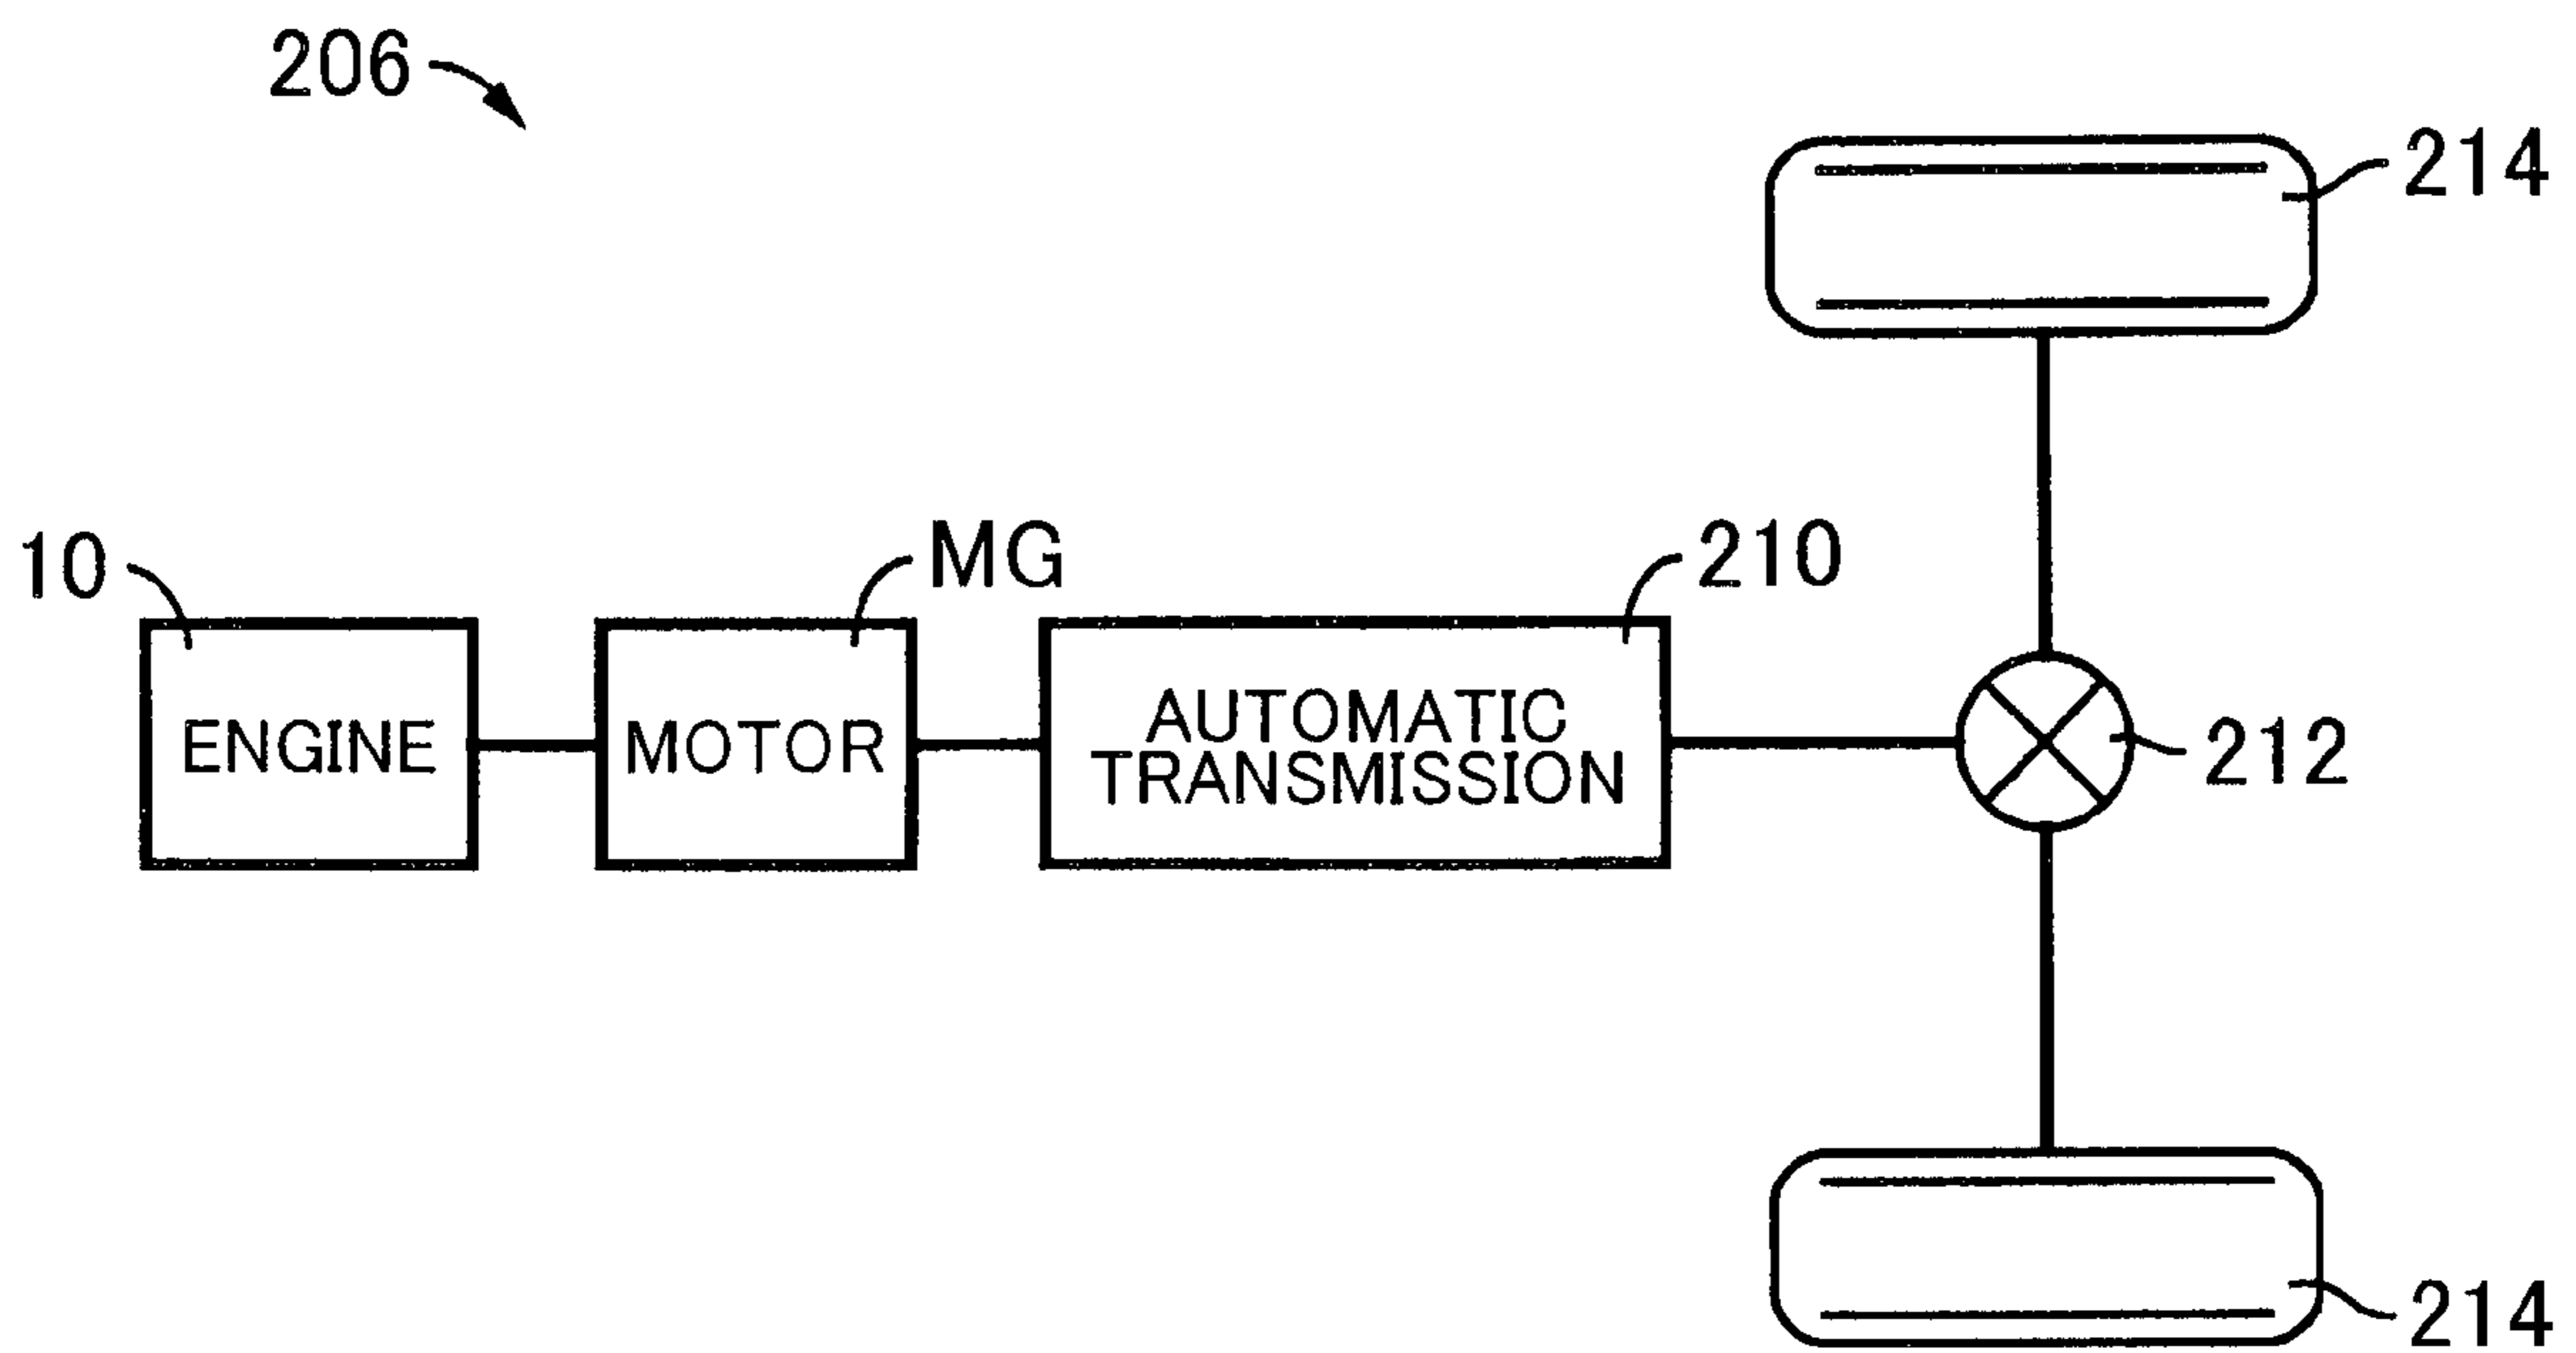 206
214
10
MG
210
ENGINE
MOTOR
AUTOMATIC
TRANSMISSION
212
214